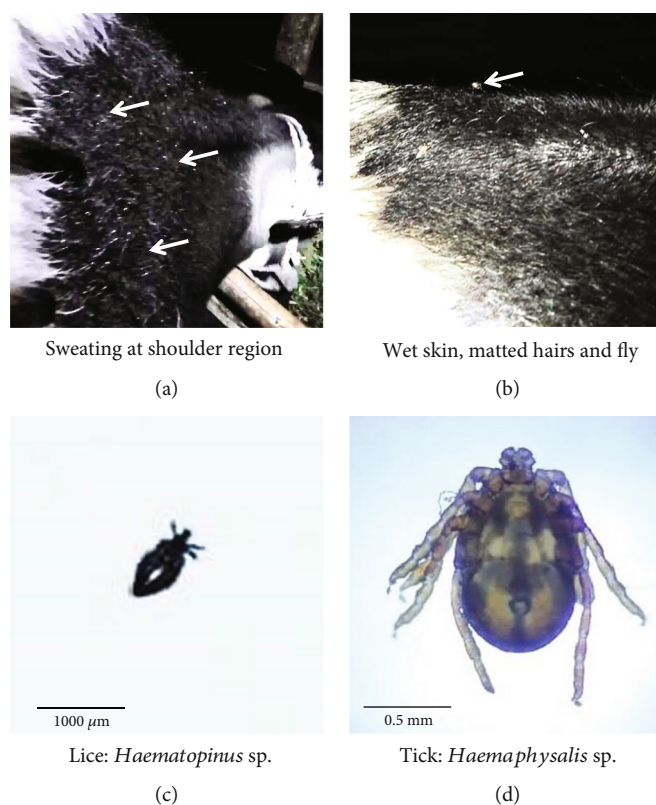 Sweating at shoulder region
(a)
Wet skin, matted hairs and fly
(b)
1000 μm
Lice: Haematopinus sp.
(c)
0.5 mm
Tick: Haemaphysalis sp.
(d)